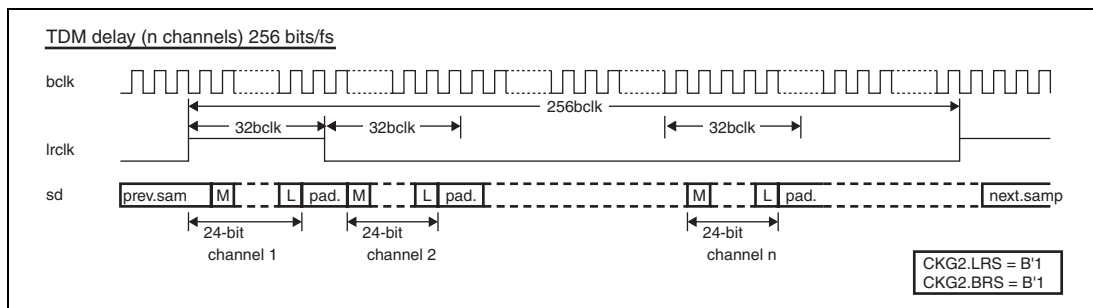 TDM delay (n channels) 256 bits/fs
bclk
256bclk
32bclk 32bclk 32bclk
lrclk
sd prev.sam M L pad. M L pad. M L pad. next.samp
24-bit 24-bit 24-bit
channel 1 channel 2 channel n
CKG2.LRS = B'1
CKG2.BRS = B'1